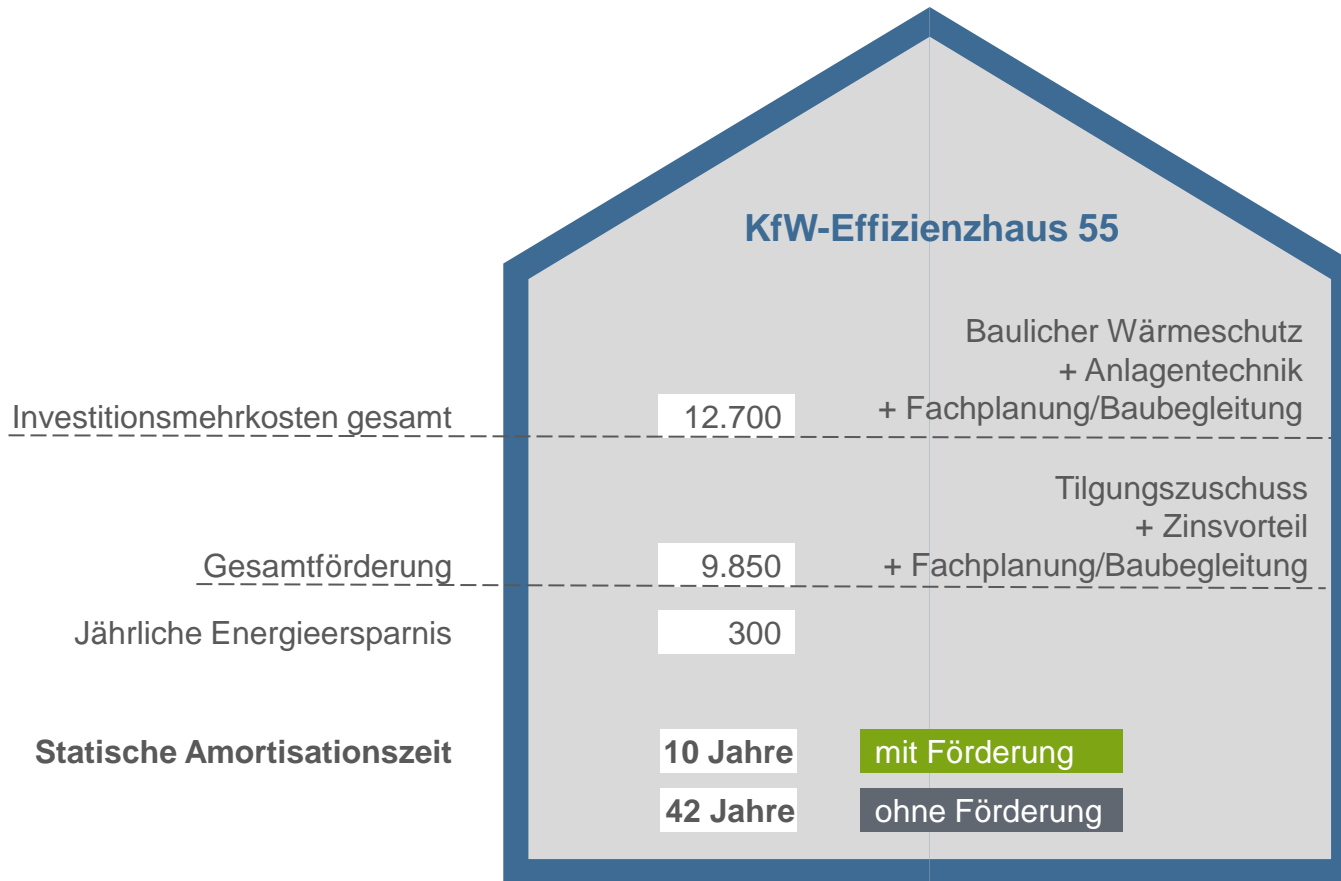 KfW-Effizienzhaus 55
Baulicher Wärmeschutz
+ Anlagentechnik
Investitionsmehrkosten gesamt 12.700 + Fachplanung/Baubegleitung
Tilgungszuschuss
+ Zinsvorteil
Gesamtförderung 9.850 + Fachplanung/Baubegleitung
Jährliche Energieersparnis 300
Statische Amortisationszeit 10 Jahre mit Förderung
42 Jahre ohne Förderung